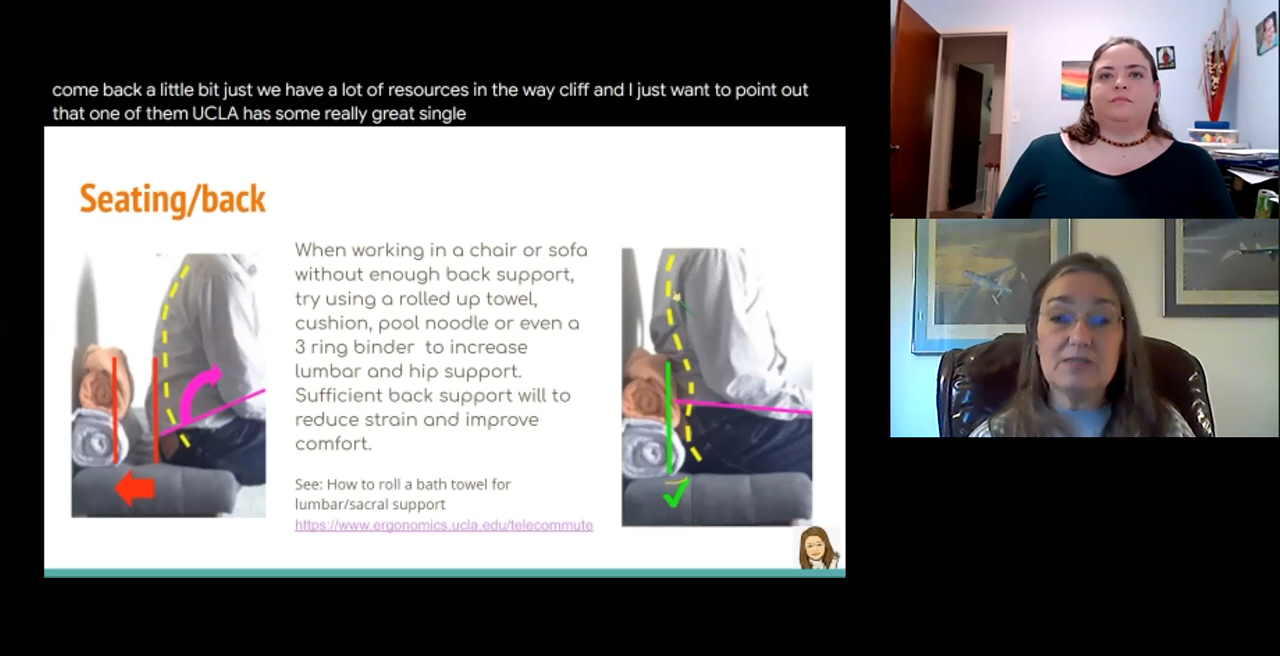 come back a little bit just we have a lot of resources in the way cliff and I just want to point out
that one of them UCLA has some really great single
Seating/back
When working in a chair or sofa
without enough back support,
try using a rolled up towel,
cushion, pool noodle or even a
3 ring binder to increase
lumbar and hip support.
Sufficient back support will to
reduce strain and improve
comfort.
See: How to roll a bath towel for
lumbar/sacral support
https://www.ergonomics.ucla.edu/telecommute